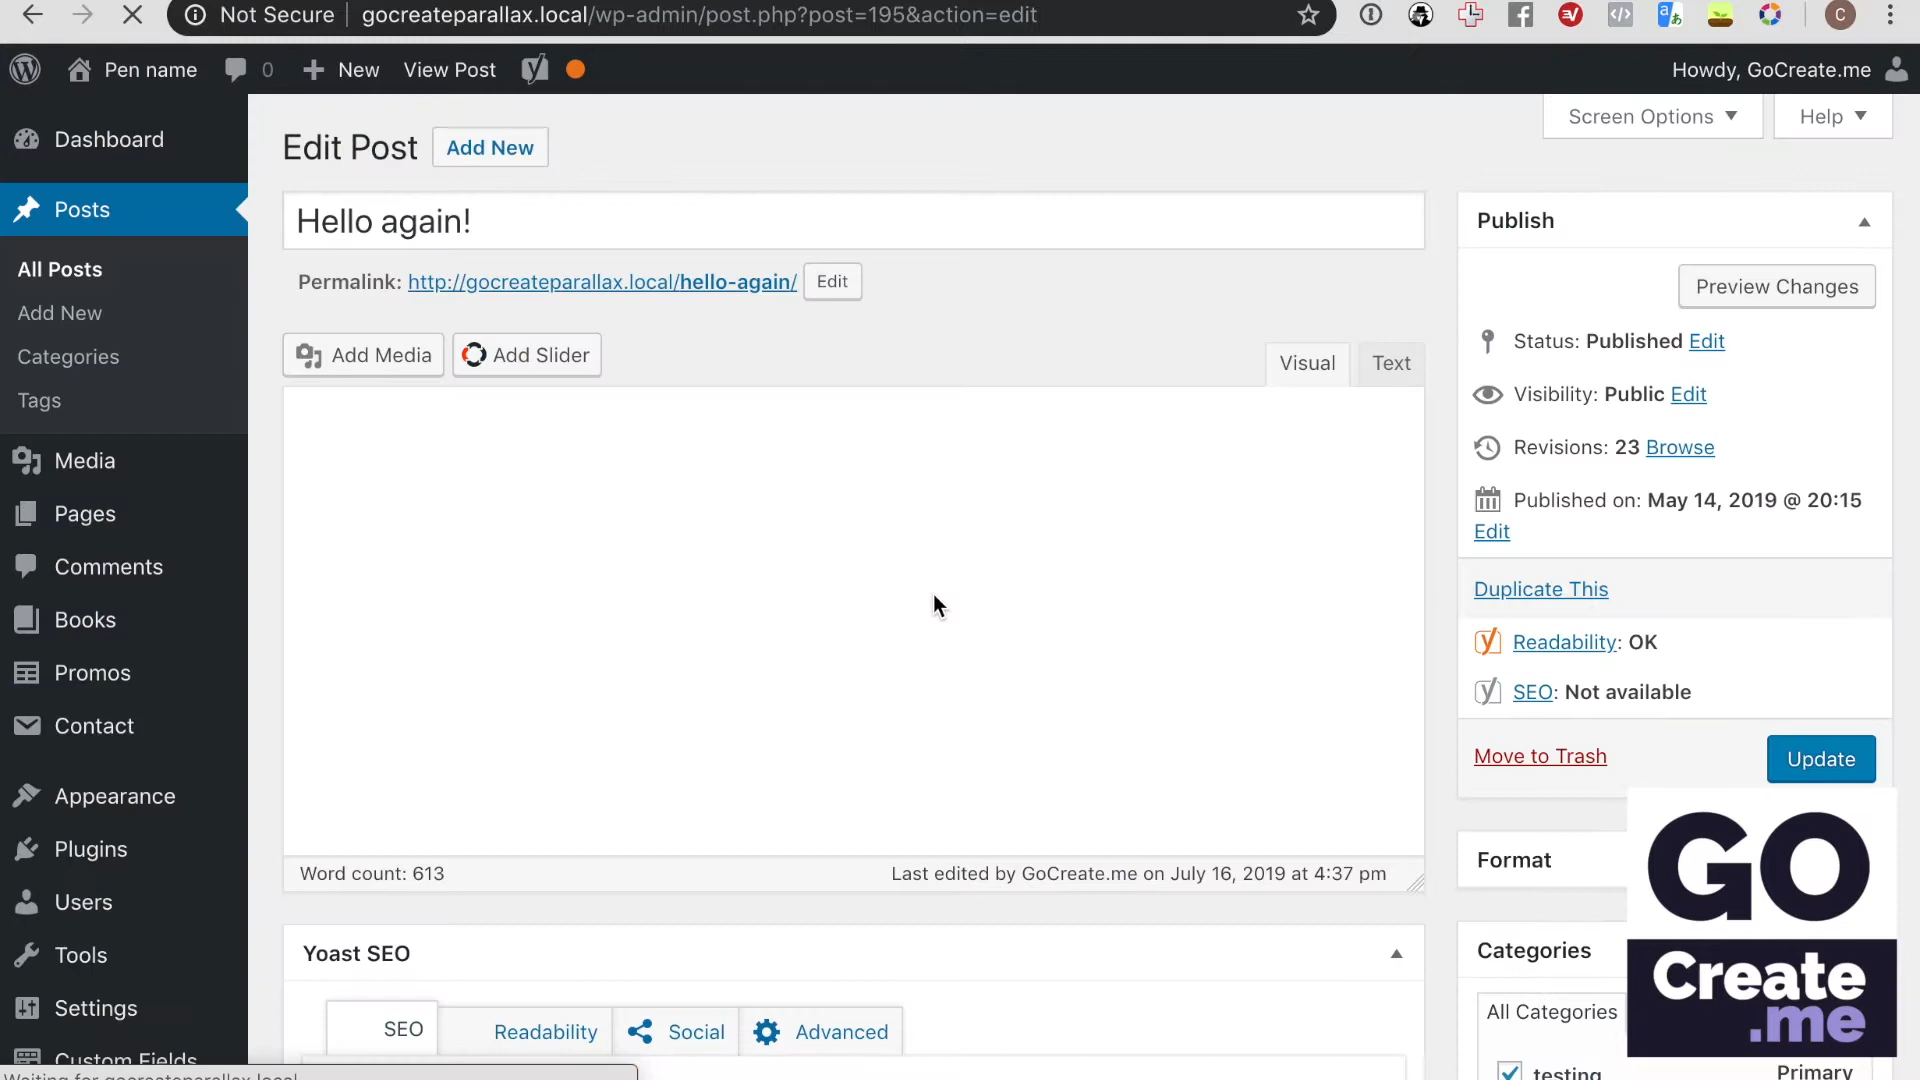 Not Secure gocreateparallax.local/wp-admin/post.php?post=195&action=edit
C
Pen name 0 New View Post
Howdy, GoCreate.me
Dashboard
Posts
All Posts
Add New
Categories
Tags
Media
Pages
Comments
Books
Promos
Contact
Appearance
Plugins
Users
Tools
Settings
Custom Fields
Waiting for gocreateparallax.local
Screen Options
Help
Edit Post
Add New
Hello again!
Permalink: http://gocreateparallax.local/hello-again/ Edit
Add Media
Add Slider
Visual
Text
Word count: 613
Last edited by GoCreate.me on July 16, 2019 at 4:37 pm
Yoast SEO
SEO
Readability
Social
Advanced
Publish
Preview Changes
Status: Published Edit
Visibility: Public Edit
Revisions: 23 Browse
Published on: May 14, 2019 @ 20:15
Edit
Duplicate This
Readability: OK
SEO: Not available
Move to Trash
Update
Format
Categories
All Categories
testing
Primary
GO
Create
.me